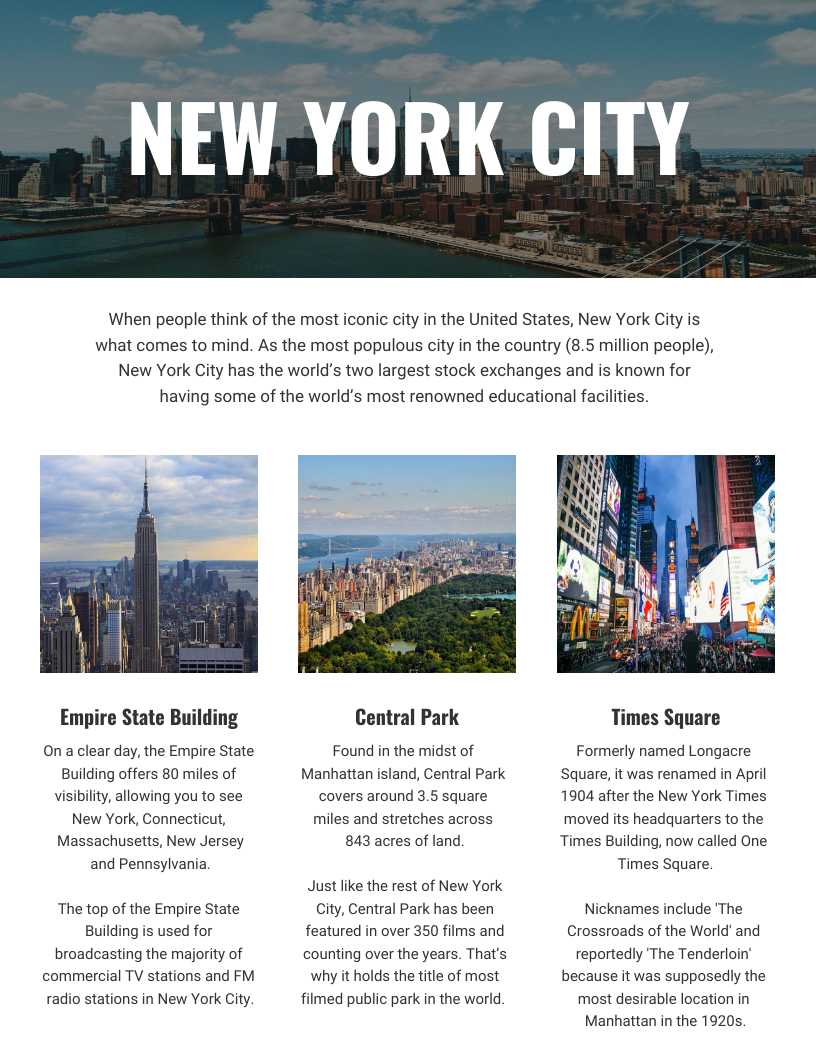 NEW YORK CITY
When people think of the most iconic city in the United States, New York City is
what comes to mind. As the most populous city in the country (8.5 million people),
New York City has the world’s two largest stock exchanges and is known for
having some of the world’s most renowned educational facilities.
Empire State Building
On a clear day, the Empire State
Building offers 80 miles of
visibility, allowing you to see
New York, Connecticut,
Massachusetts, New Jersey
and Pennsylvania.
The top of the Empire State
Building is used for
broadcasting the majority of
commercial TV stations and FM
radio stations in New York City.
Central Park
Found in the midst of
Manhattan island, Central Park
covers around 3.5 square
miles and stretches across
843 acres of land.
Just like the rest of New York
City, Central Park has been
featured in over 350 films and
counting over the years. That’s
why it holds the title of most
filmed public park in the world.
Times Square
Formerly named Longacre
Square, it was renamed in April
1904 after the New York Times
moved its headquarters to the
Times Building, now called One
Times Square.
Nicknames include 'The
Crossroads of the World' and
reportedly 'The Tenderloin'
because it was supposedly the
most desirable location in
Manhattan in the 1920s.